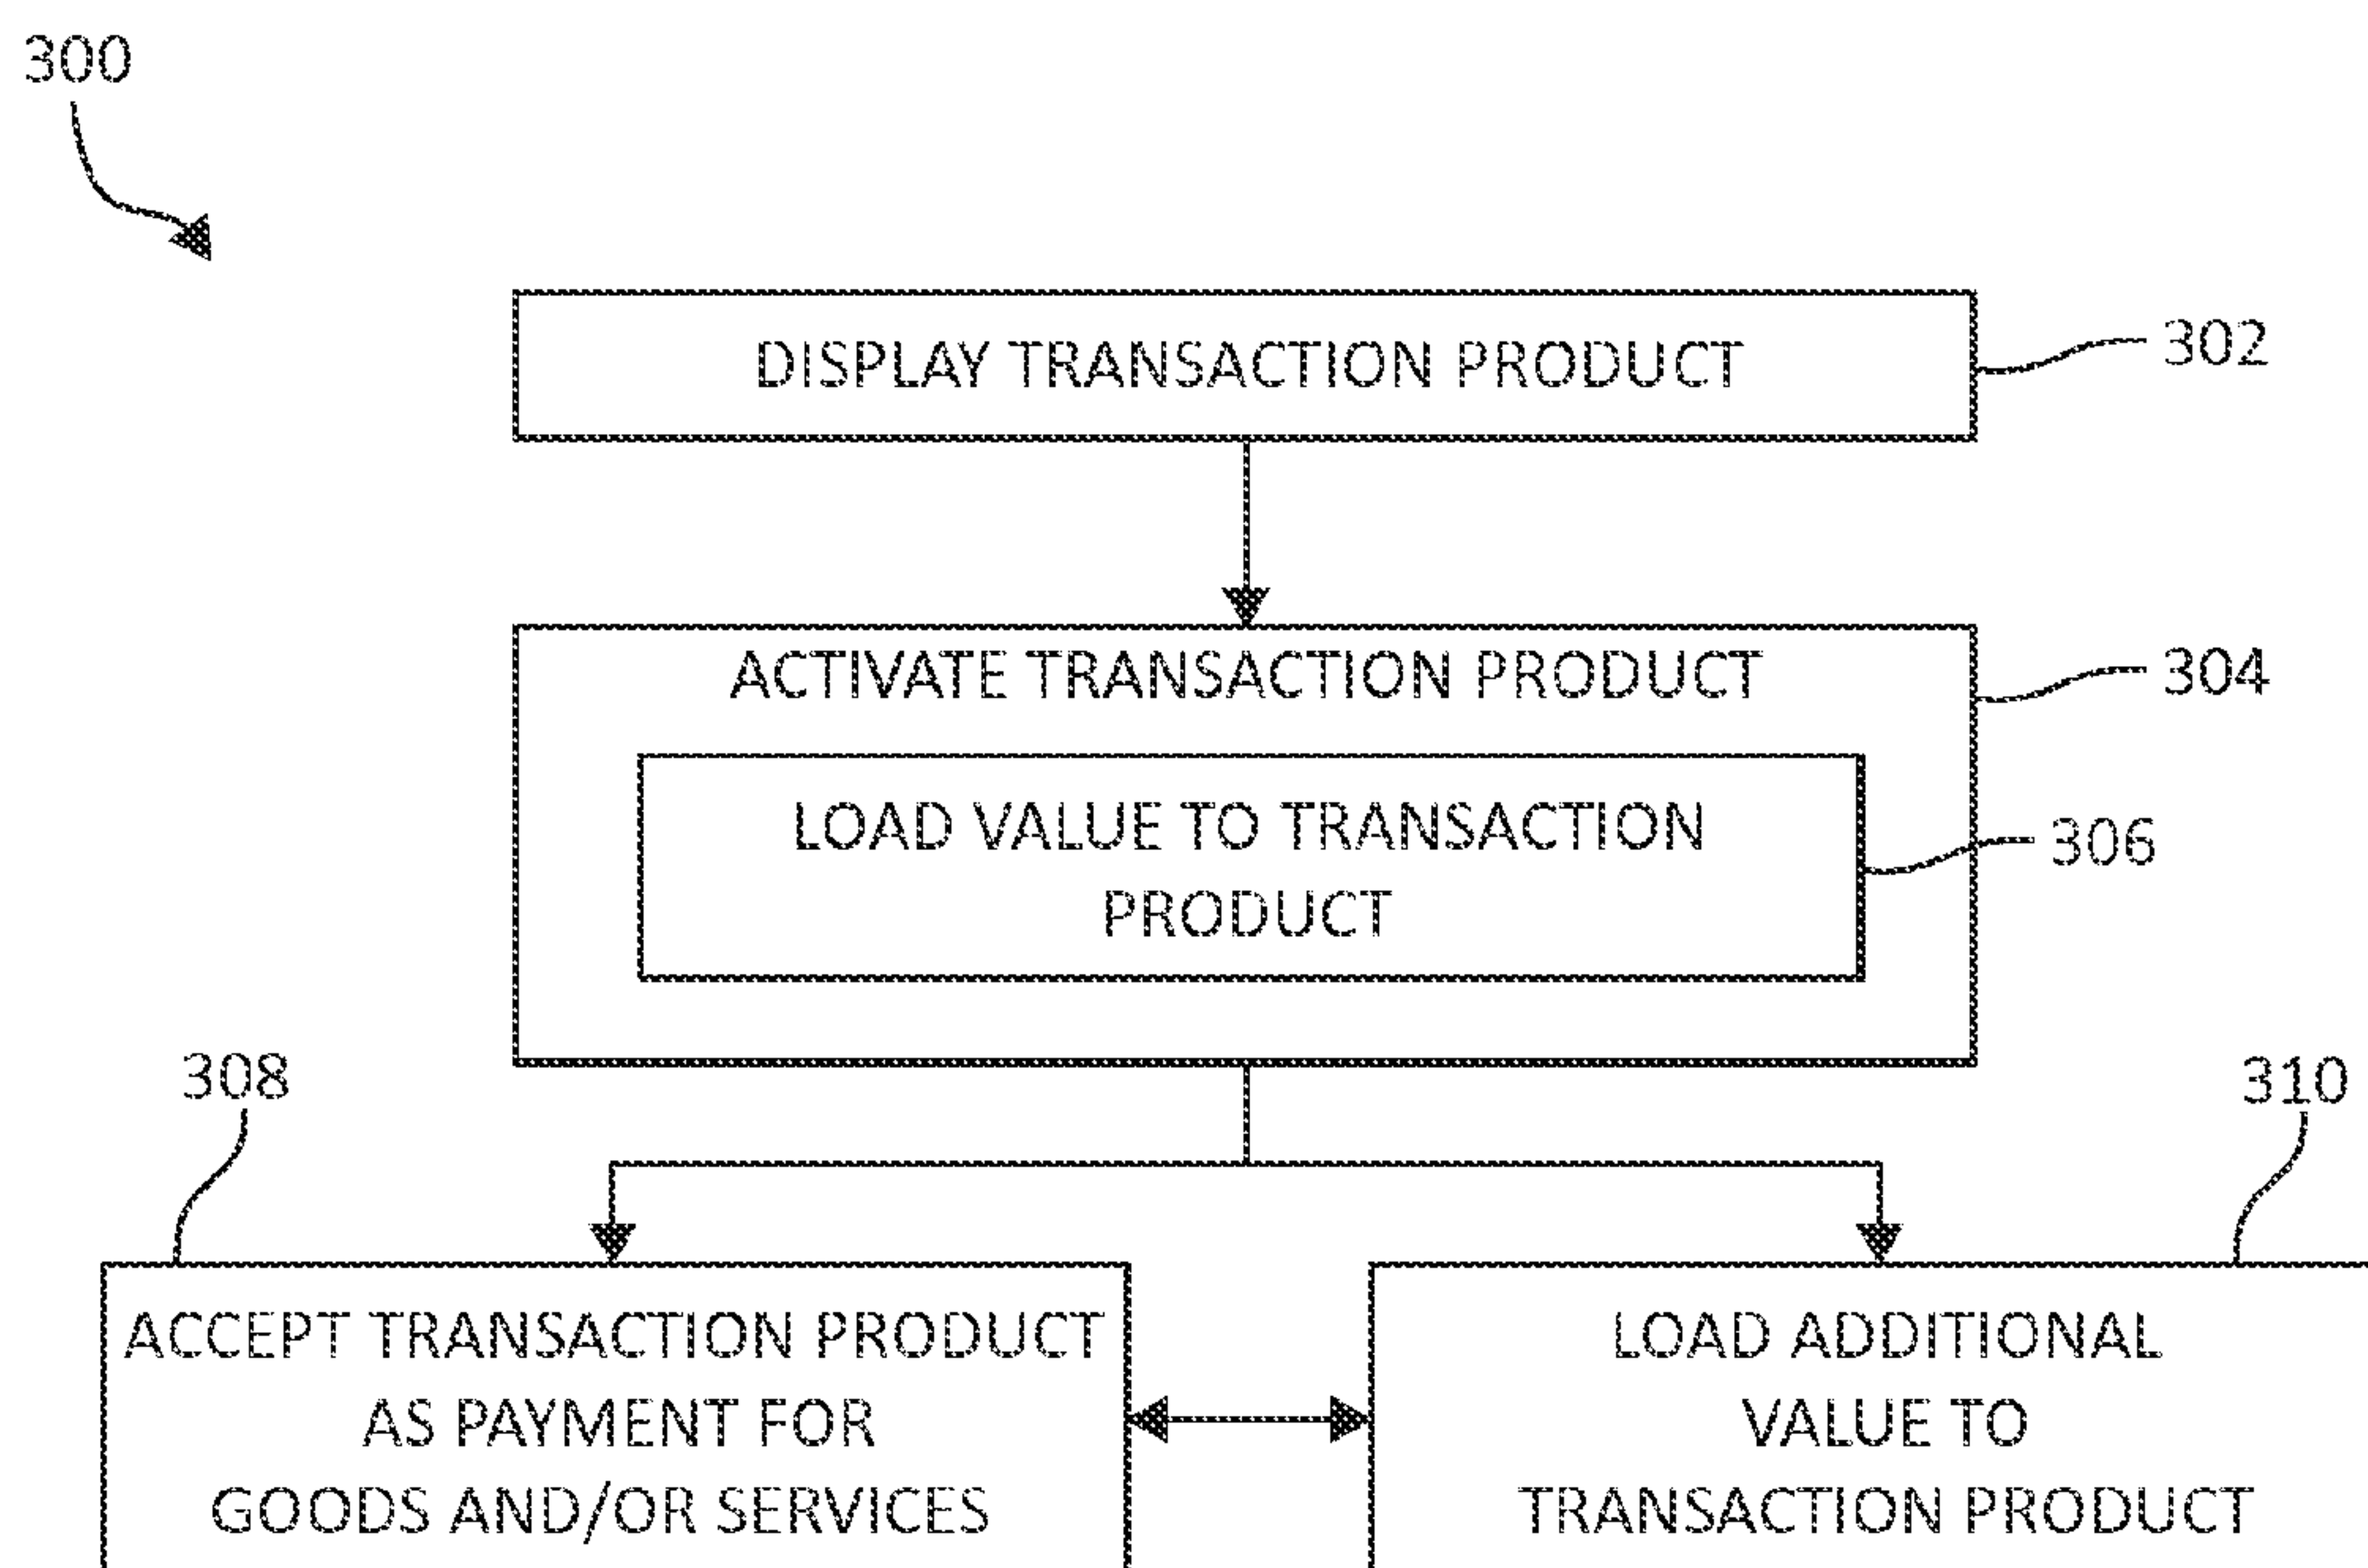 300
DISPLAY TRANSACTION PRODUCT
302
ACTIVATE TRANSACTION PRODUCT
304
LOAD VALUE TO TRANSACTION
PRODUCT
306
308
310
ACCEPT TRANSACTION PRODUCT
AS PAYMENT FOR
GOODS AND/OR SERVICES
LOAD ADDITIONAL
VALUE TO
TRANSACTION PRODUCT